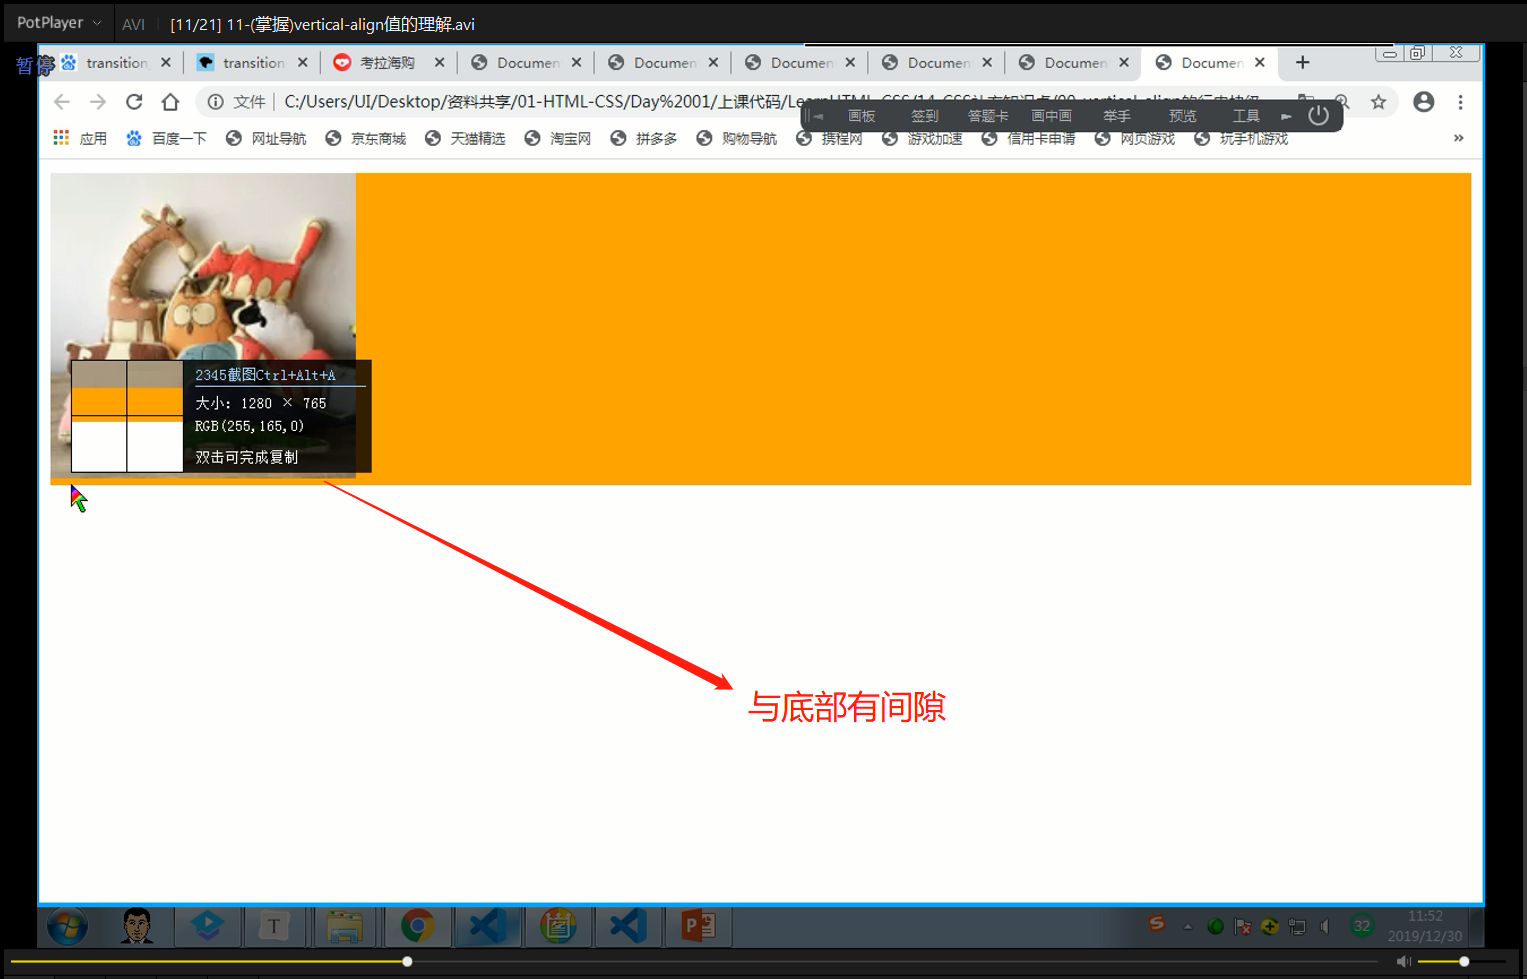 PotPlayer AVI [11/21] 11-(掌握)vertical-align值的理解.avi
暂停
transition transition 考拉海购 Documen Documen Documen Documen Documen Documen
文件 C:/Users/UI/Desktop/资料共享/01-HTML-CSS/Day%2001/上课代码/LearnHTML_CSS/14-CSS
画板 签到 答题卡 画中画 举手 预览 工具
应用 百度一下 网址导航 京东商城 天猫精选 淘宝网 拼多多 购物导航 携程网 游戏加速 信用卡申请 网页游戏 玩手机游戏
2345截图Ctrl+Alt+A
大小: 1280 × 765
RGB(255,165,0)
双击可完成复制
与底部有间隙
32
11:52
2019/12/30